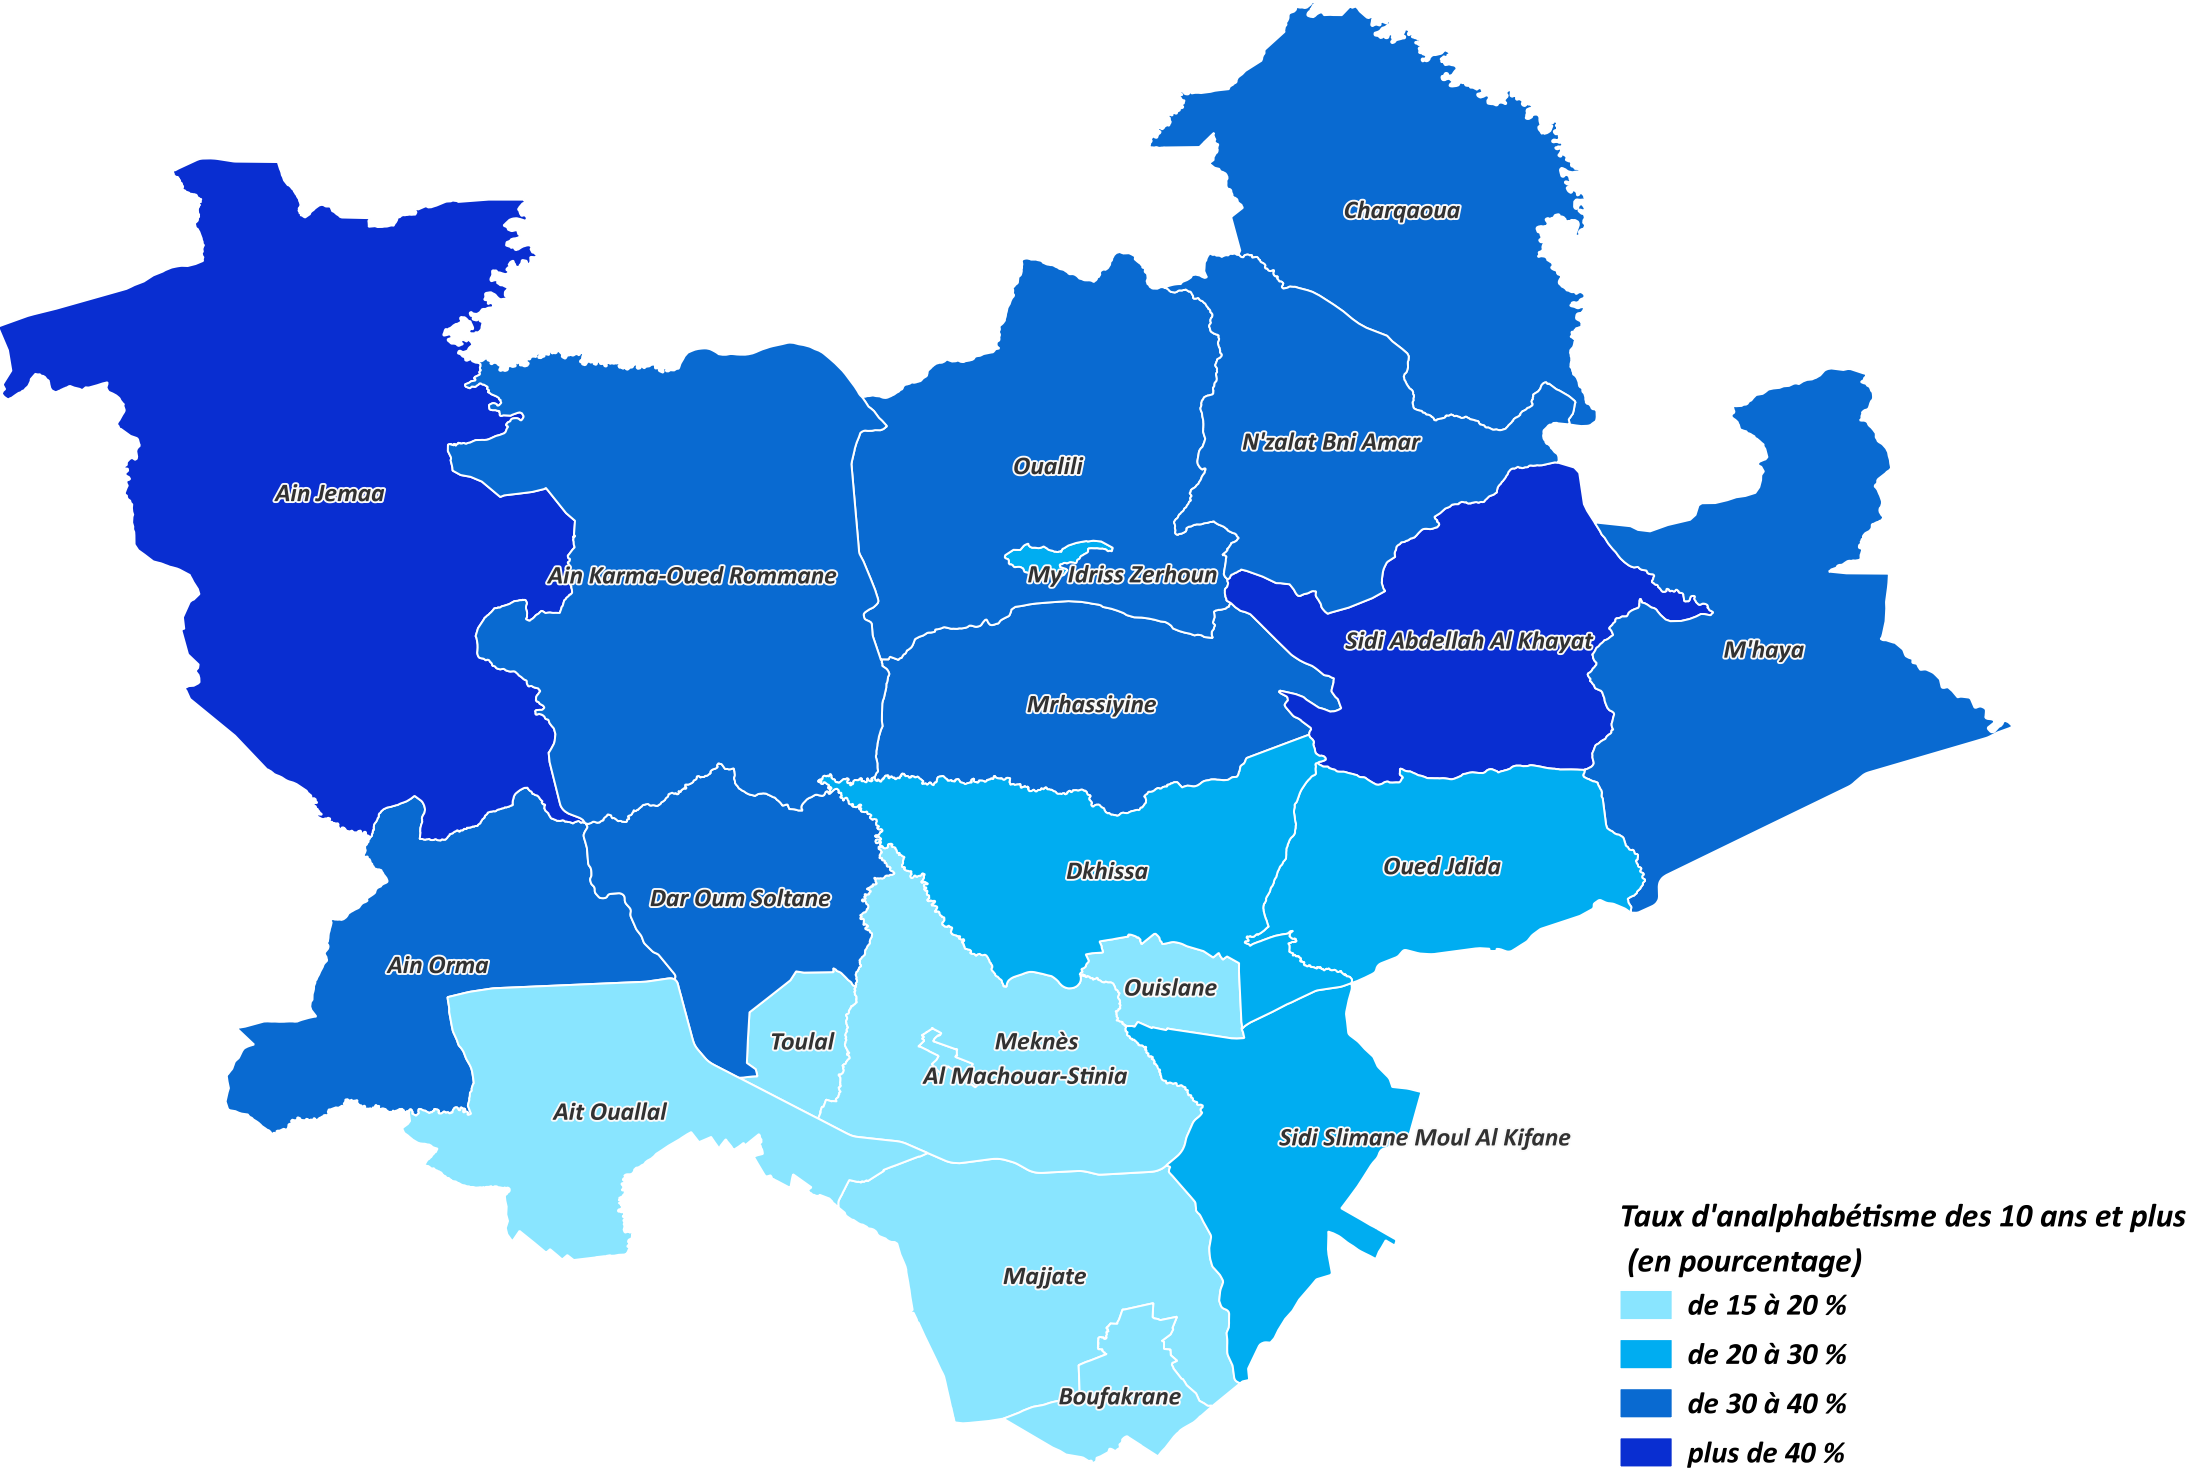 Charqaoua
N'zalat Bni Amar
Oualili
Ain Jemaa
Ain Karma-Oued Rommane
My Idriss Zerhoun
Sidi Abdellah Al Khayat
M'haya
Mrhassiyine
Dkhissa
Oued Jdida
Dar Oum Soltane
Ain Orma
Ouislane
Toulal
Meknès
Al Machouar-Stinia
Ait Ouallal
Sidi Slimane Moul Al Kifane
Majjate
Boufakrane
Taux d'analphabétisme des 10 ans et plus
(en pourcentage)
de 15 à 20 %
de 20 à 30 %
de 30 à 40 %
plus de 40 %